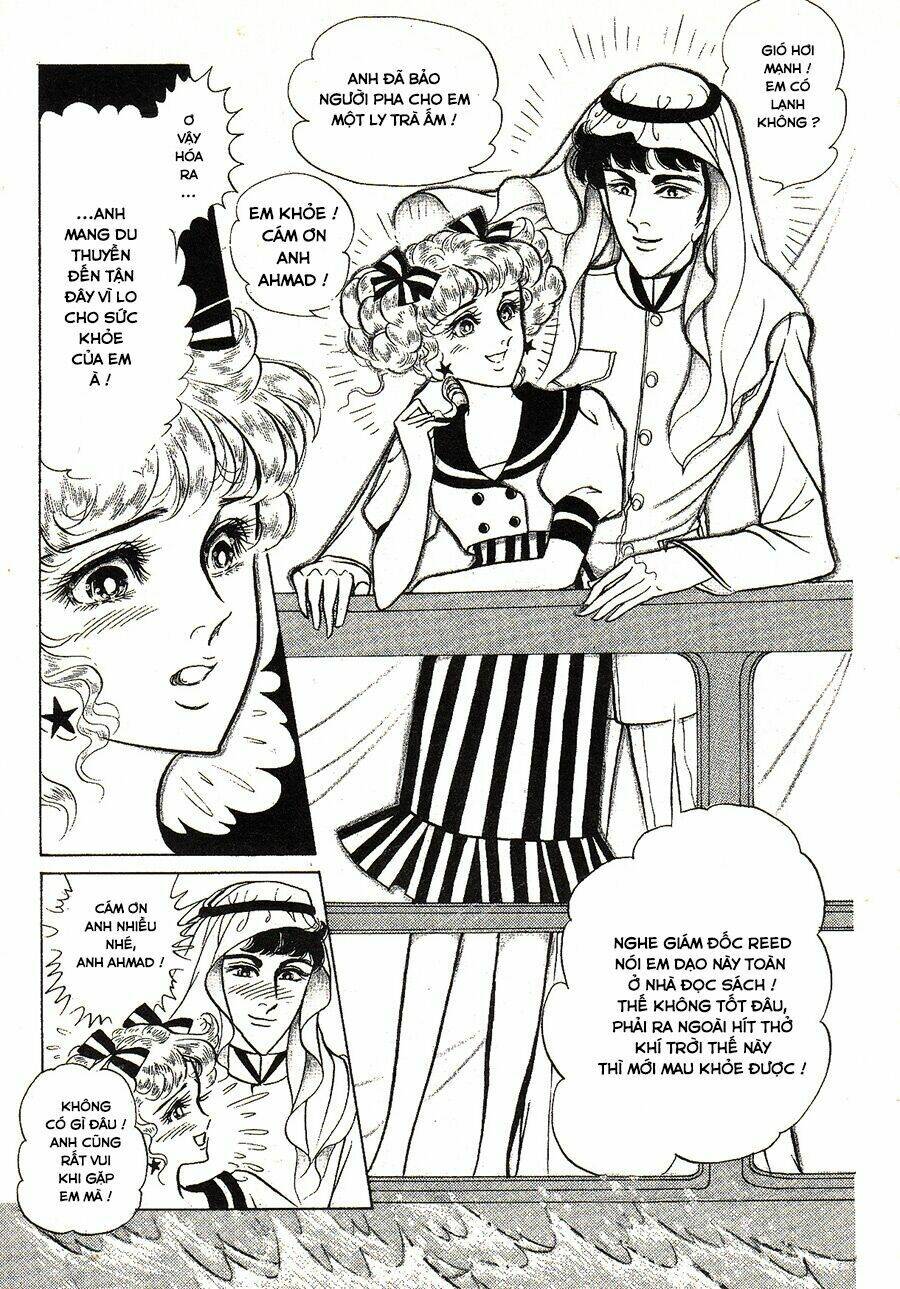 GIÓ HƠI
MẠNH !
EM CÓ
LẠNH
KHÔNG ?
ANH ĐÃ BẢO
NGƯỜI PHA CHO EM
MỘT LY TRÀ ẤM !
EM KHỎE !
CÁM ƠN
ANH
AHMAD !
NGHE GIÁM ĐỐC REED
NÓI EM DẠO NÀY TOÀN
Ở NHÀ ĐỌC SÁCH !
THẾ KHÔNG TỐT ĐÂU,
PHẢI RA NGOÀI HÍT THỞ
KHÍ TRỜI THẾ NÀY
THÌ MỚI MAU KHỎE ĐƯỢC !
Ơ
VẬY HÓA
RA
...
...ANH
MANG DU
THUYỀN
ĐẾN TẬN
ĐÂY VÌ LO
CHO SỨC
KHỎE
CỦA EM
À !
CÁM ƠN
ANH NHIỀU
NHÉ,
ANH AHMAD !
KHÔNG
CÓ GÌ ĐÂU !
ANH CŨNG
RẤT VUI
KHI GẶP
EM MÀ !